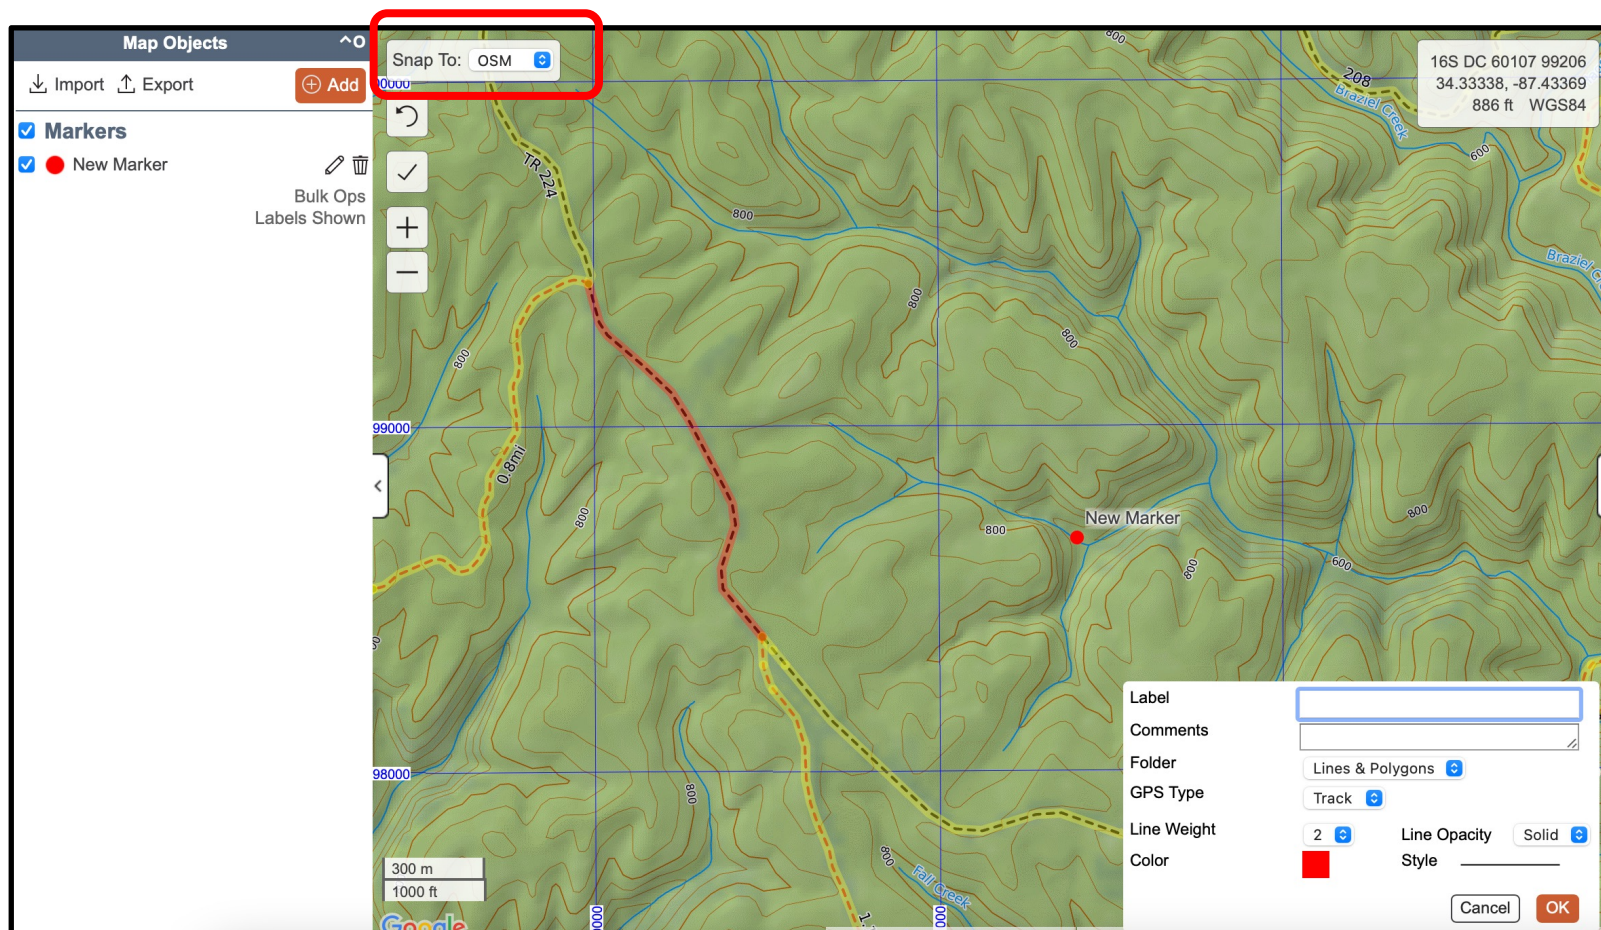 Map Objects
^O
Import
Export
Add
Markers
New Marker
Bulk Ops
Labels Shown
Snap To: OSM
16S DC 60107 99206
34.33338, -87.43369
886 ft WGS84
800
208
Braziel Creek
600
TR 224
800
800
800
800
Braziel
99000
0.8mi
800
800
New Marker
800
800
600
98000
800
800
Fall Creek
300 m
1000 ft
Google
Label
Comments
Folder
Lines & Polygons
GPS Type
Track
Line Weight
2
Line Opacity
Solid
Color
Style
Cancel
OK